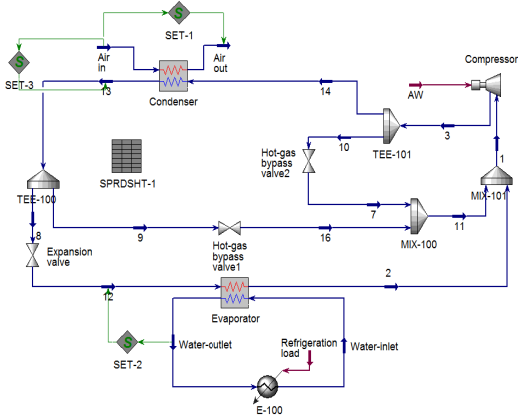 SET-1
S
Air
in
Air
out
S
SET-3
13
Condenser
14
Compressor
AW
3
10
TEE-101
1
Hot-gas
bypass
valve2
SPRDSHT-1
TEE-100
MIX-101
7
11
MIX-100
8
9
16
Hot-gas
bypass
valve1
Expansion
valve
2
12
Evaporator
S
SET-2
Water-outlet
Refrigeration
load
Water-inlet
E-100